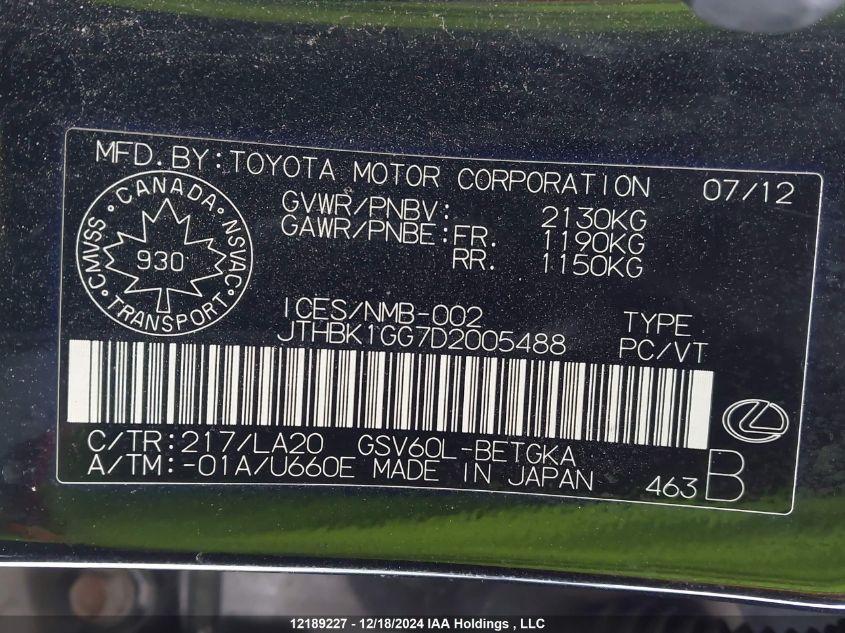 MFD.BY:TOYOTA MOTOR CORPORATION 07/12
CANADA
CMVSS NSVAC
930
TRANSPORT
GVWR/PNBV: 2130KG
GAWR/PNBE:FR. 1190KG
RR. 1150KG
ICES/NMB-002
TYPE
JTHBK1GG7D2005488 PC/VT
C/TR:217/LA20 GSV60L-BETGKA
A/TM:-01A/U660E MADE IN JAPAN 463 B
12189227 - 12/18/2024 IAA Holdings , LLC